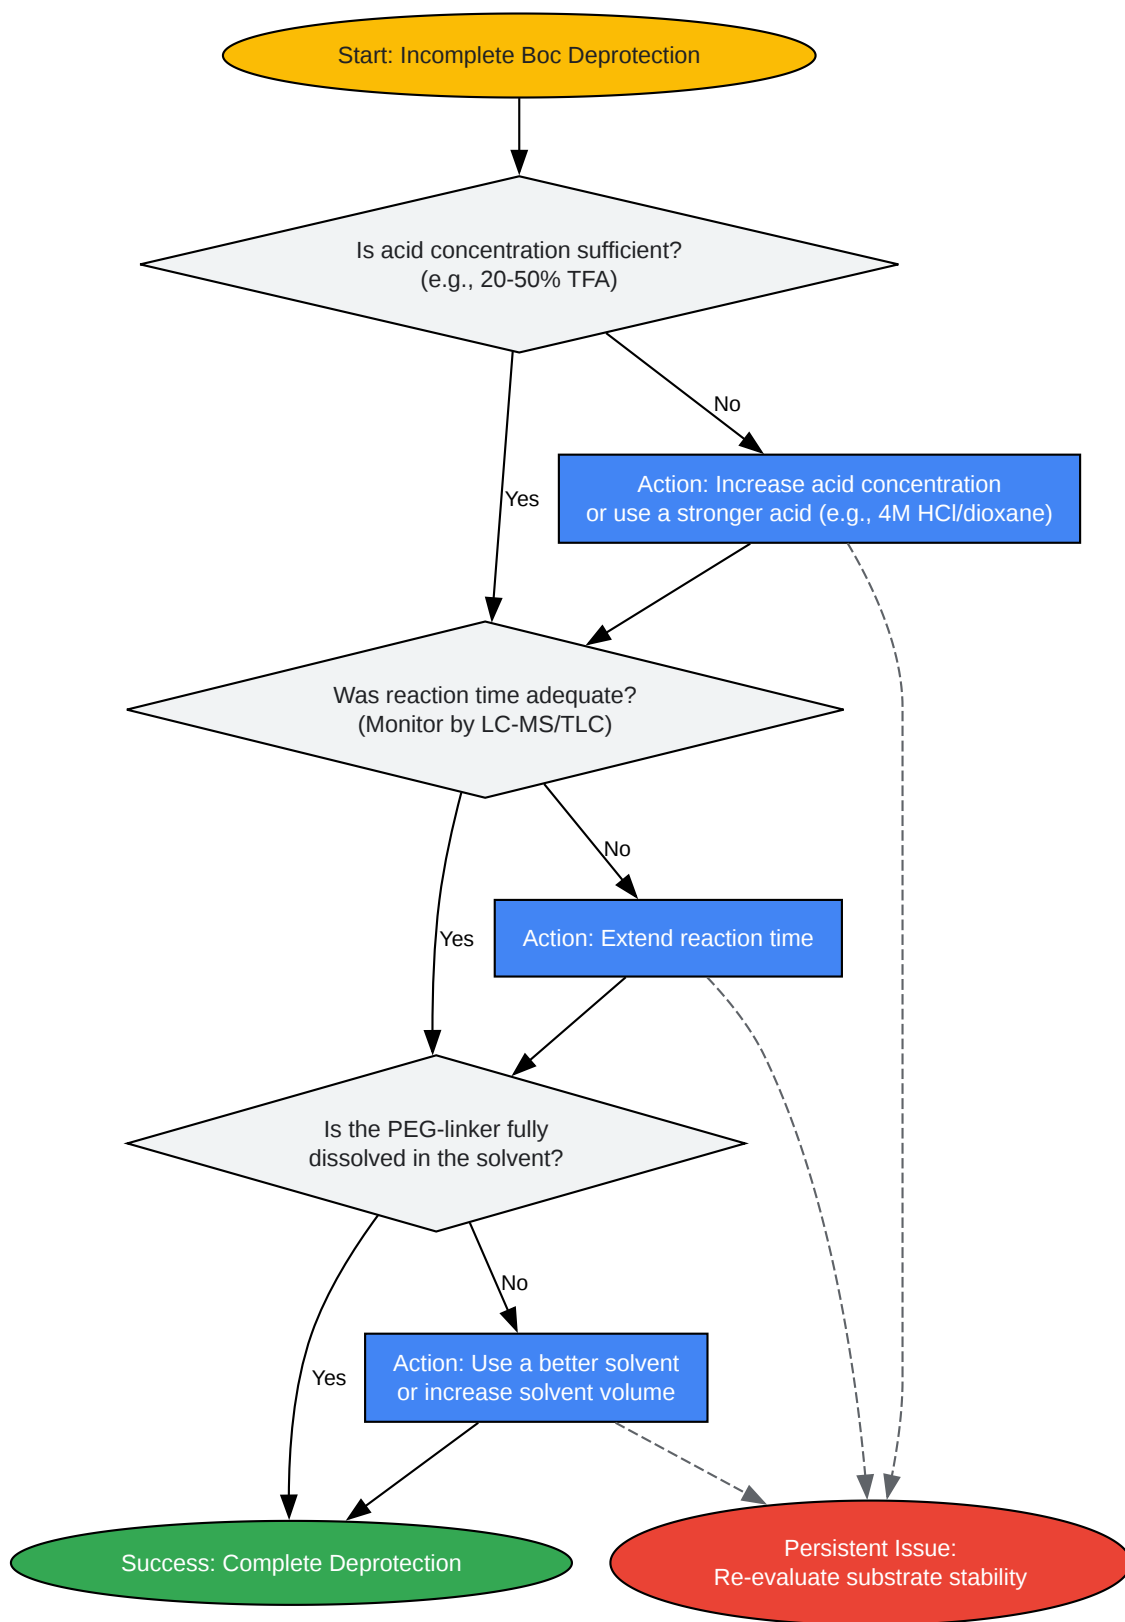 Start: Incomplete Boc Deprotection
Is acid concentration sufficient?
(e.g., 20-50% TFA)
No
Action: Increase acid concentration
or use a stronger acid (e.g., 4M HCl/dioxane)
Yes
Was reaction time adequate?
(Monitor by LC-MS/TLC)
No
Action: Extend reaction time
Yes
Is the PEG-linker fully
dissolved in the solvent?
No
Action: Use a better solvent
or increase solvent volume
Yes
Success: Complete Deprotection
Persistent Issue:
Re-evaluate substrate stability